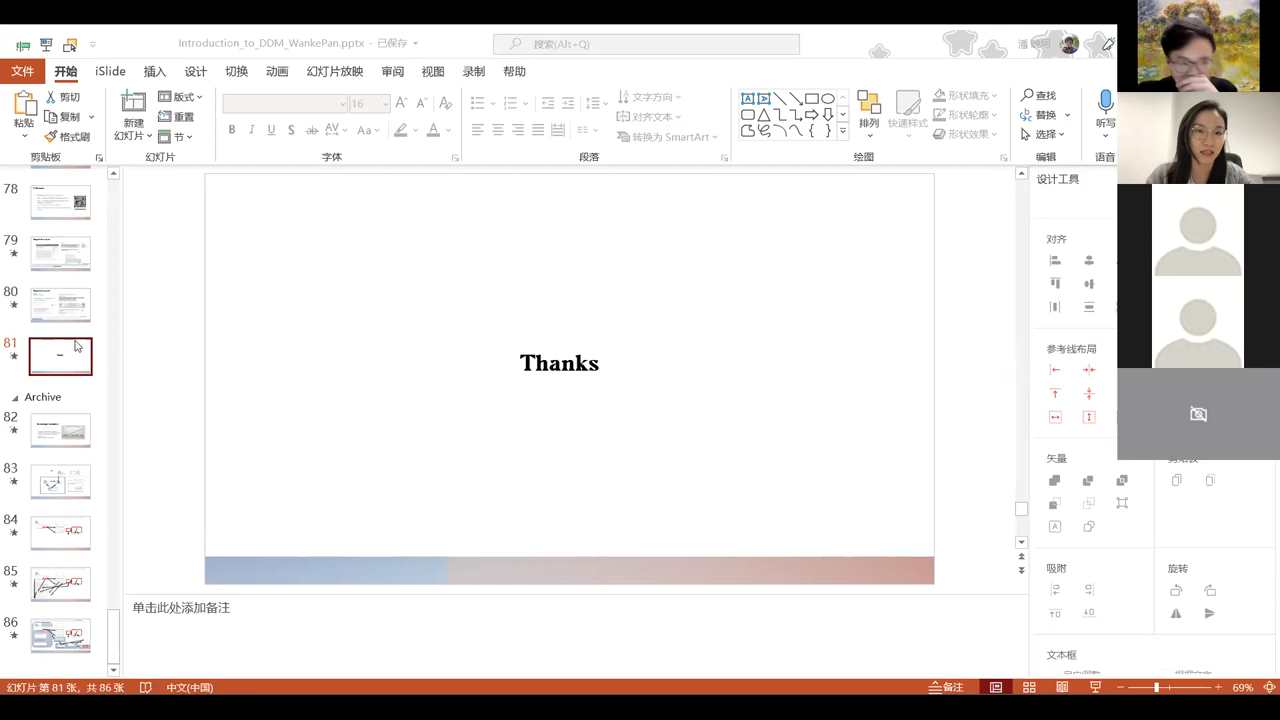 Introduction_to_DDM_WankePan.pptx - 已保存
搜索(Alt+Q)
文件 开始 iSlide 插入 设计 切换 动画 幻灯片放映 审阅 视图 录制 帮助
粘贴 剪切 复制 格式刷
剪贴板
新建
幻灯片 版式 重置 节
幻灯片
16
B I U S ab AV Aa A
字体
文字方向
对齐文本
转换为 SmartArt
段落
排列 快速样式
形状填充
形状轮廓
形状效果
绘图
查找
替换
选择
编辑
听写
语音
78
79
80
81
Archive
82
83
84
85
86
Thanks
单击此处添加备注
设计工具
对齐
参考线布局
矢量
吸附
旋转
文本框
幻灯片 第 81 张, 共 86 张 中文(中国) 备注 69%